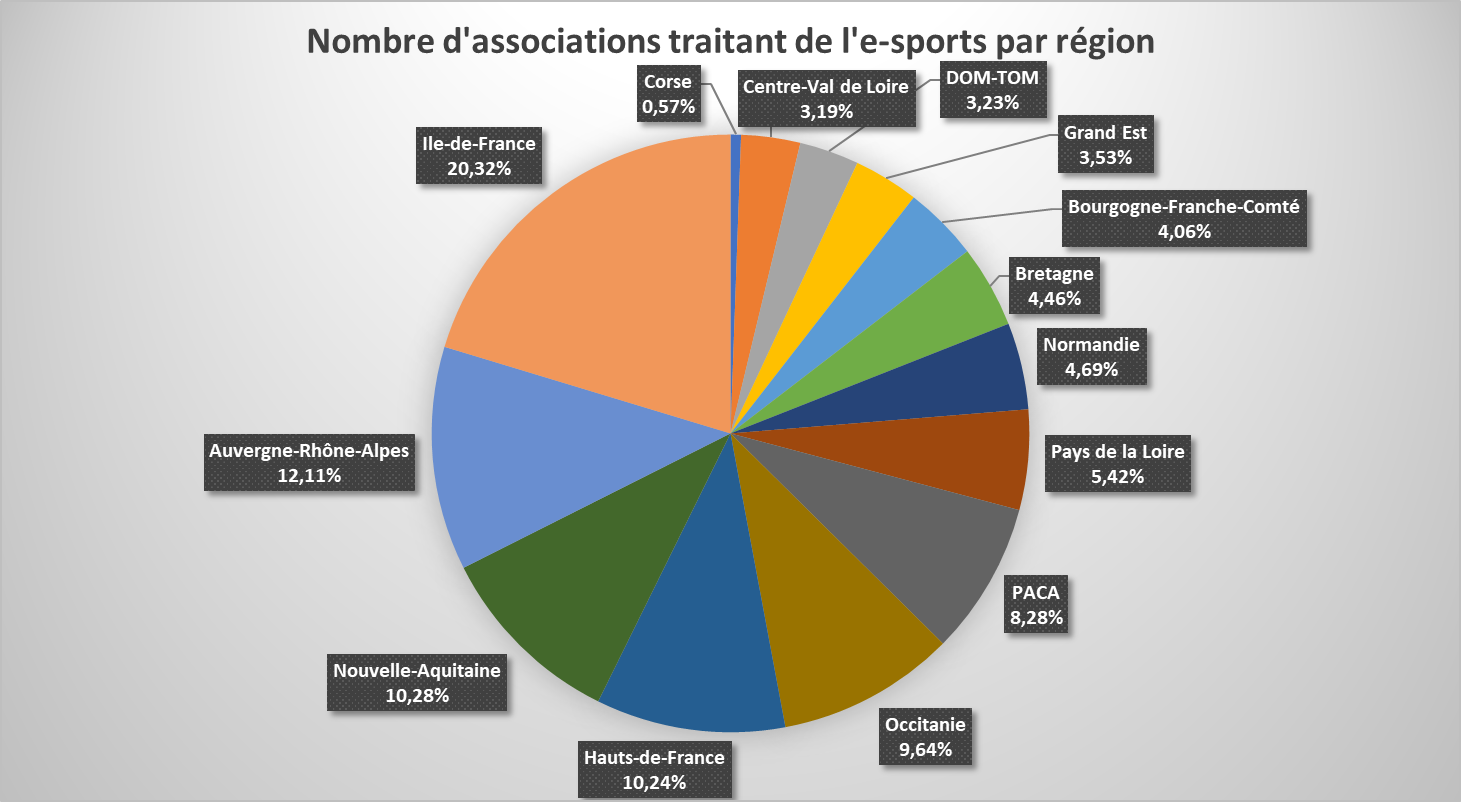 Nombre d'associations traitant de l'e-sports par région
Corse
0,57%
Centre-Val de Loire
3,19%
DOM-TOM
3,23%
Grand Est
3,53%
Bourgogne-Franche-Comté
4,06%
Bretagne
4,46%
Normandie
4,69%
Pays de la Loire
5,42%
PACA
8,28%
Occitanie
9,64%
Hauts-de-France
10,24%
Nouvelle-Aquitaine
10,28%
Auvergne-Rhône-Alpes
12,11%
Ile-de-France
20,32%